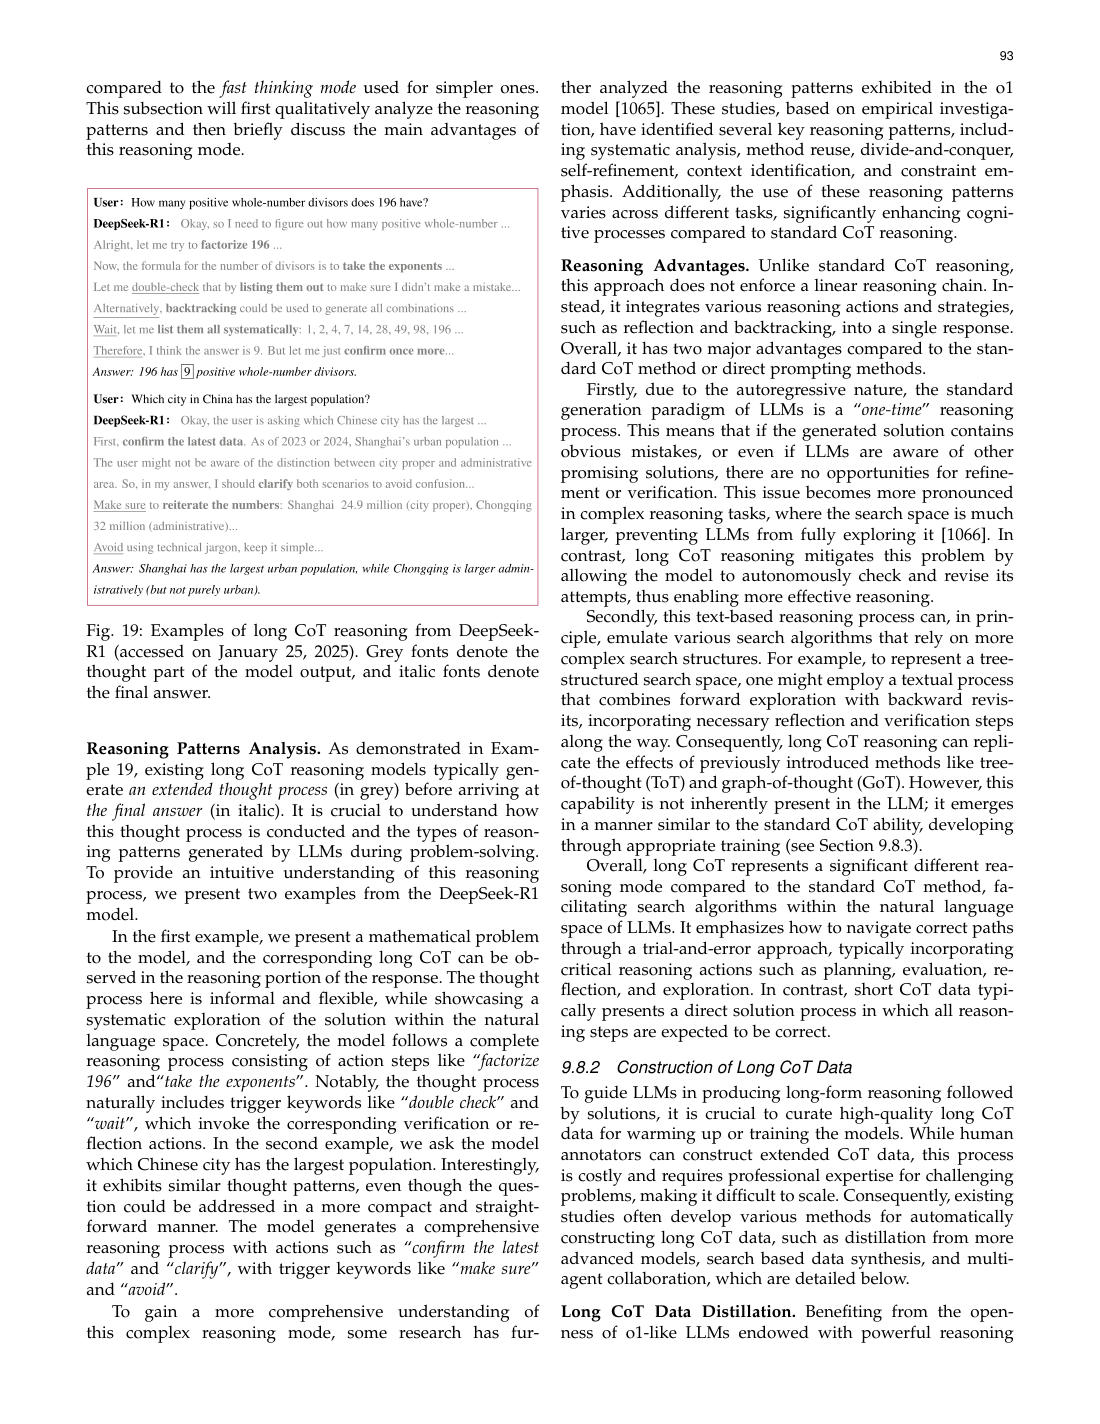 93
compared to the fast thinking mode used for simpler ones.
This subsection will first qualitatively analyze the reasoning
patterns and then briefly discuss the main advantages of
this reasoning mode.
User: How many positive whole-number divisors does 196 have?
DeepSeek-R1: Okay, so I need to figure out how many positive whole-number ...
Alright, let me try to factorize 196 ...
Now, the formula for the number of divisors is to take the exponents ...
Let me double-check that by listing them out to make sure I didn't make a mistake...
Alternatively, backtracking could be used to generate all combinations ...
Wait, let me list them all systematically: 1, 2, 4, 7, 14, 28, 49, 98, 196 ...
Therefore, I think the answer is 9. But let me just confirm once more...
Answer: 196 has 9 positive whole-number divisors.
User: Which city in China has the largest population?
DeepSeek-R1: Okay, the user is asking which Chinese city has the largest ...
First, confirm the latest data. As of 2023 or 2024, Shanghai's urban population ...
The user might not be aware of the distinction between city proper and administrative
area. So, in my answer, I should clarify both scenarios to avoid confusion...
Make sure to reiterate the numbers: Shanghai 24.9 million (city proper), Chongqing
32 million (administrative)...
Avoid using technical jargon, keep it simple...
Answer: Shanghai has the largest urban population, while Chongqing is larger admin-
istratively (but not purely urban).
Fig. 19: Examples of long CoT reasoning from DeepSeek-
R1 (accessed on January 25, 2025). Grey fonts denote the
thought part of the model output, and italic fonts denote
the final answer.
Reasoning Patterns Analysis. As demonstrated in Exam-
ple 19, existing long CoT reasoning models typically gen-
erate an extended thought process (in grey) before arriving at
the final answer (in italic). It is crucial to understand how
this thought process is conducted and the types of reason-
ing patterns generated by LLMs during problem-solving.
To provide an intuitive understanding of this reasoning
process, we present two examples from the DeepSeek-R1
model.
In the first example, we present a mathematical problem
to the model, and the corresponding long CoT can be ob-
served in the reasoning portion of the response. The thought
process here is informal and flexible, while showcasing a
systematic exploration of the solution within the natural
language space. Concretely, the model follows a complete
reasoning process consisting of action steps like “factorize
196” and“take the exponents”. Notably, the thought process
naturally includes trigger keywords like “double check” and
“wait”, which invoke the corresponding verification or re-
flection actions. In the second example, we ask the model
which Chinese city has the largest population. Interestingly,
it exhibits similar thought patterns, even though the ques-
tion could be addressed in a more compact and straight-
forward manner. The model generates a comprehensive
reasoning process with actions such as “confirm the latest
data” and “clarify”, with trigger keywords like “make sure”
and “avoid”.
To gain a more comprehensive understanding of
this complex reasoning mode, some research has fur-
ther analyzed the reasoning patterns exhibited in the o1
model [1065]. These studies, based on empirical investiga-
tion, have identified several key reasoning patterns, includ-
ing systematic analysis, method reuse, divide-and-conquer,
self-refinement, context identification, and constraint em-
phasis. Additionally, the use of these reasoning patterns
varies across different tasks, significantly enhancing cogni-
tive processes compared to standard CoT reasoning.
Reasoning Advantages. Unlike standard CoT reasoning,
this approach does not enforce a linear reasoning chain. In-
stead, it integrates various reasoning actions and strategies,
such as reflection and backtracking, into a single response.
Overall, it has two major advantages compared to the stan-
dard CoT method or direct prompting methods.
Firstly, due to the autoregressive nature, the standard
generation paradigm of LLMs is a “one-time” reasoning
process. This means that if the generated solution contains
obvious mistakes, or even if LLMs are aware of other
promising solutions, there are no opportunities for refine-
ment or verification. This issue becomes more pronounced
in complex reasoning tasks, where the search space is much
larger, preventing LLMs from fully exploring it [1066]. In
contrast, long CoT reasoning mitigates this problem by
allowing the model to autonomously check and revise its
attempts, thus enabling more effective reasoning.
Secondly, this text-based reasoning process can, in prin-
ciple, emulate various search algorithms that rely on more
complex search structures. For example, to represent a tree-
structured search space, one might employ a textual process
that combines forward exploration with backward revis-
its, incorporating necessary reflection and verification steps
along the way. Consequently, long CoT reasoning can repli-
cate the effects of previously introduced methods like tree-
of-thought (ToT) and graph-of-thought (GoT). However, this
capability is not inherently present in the LLM; it emerges
in a manner similar to the standard CoT ability, developing
through appropriate training (see Section 9.8.3).
Overall, long CoT represents a significant different rea-
soning mode compared to the standard CoT method, fa-
cilitating search algorithms within the natural language
space of LLMs. It emphasizes how to navigate correct paths
through a trial-and-error approach, typically incorporating
critical reasoning actions such as planning, evaluation, re-
flection, and exploration. In contrast, short CoT data typi-
cally presents a direct solution process in which all reason-
ing steps are expected to be correct.
9.8.2 Construction of Long CoT Data
To guide LLMs in producing long-form reasoning followed
by solutions, it is crucial to curate high-quality long CoT
data for warming up or training the models. While human
annotators can construct extended CoT data, this process
is costly and requires professional expertise for challenging
problems, making it difficult to scale. Consequently, existing
studies often develop various methods for automatically
constructing long CoT data, such as distillation from more
advanced models, search based data synthesis, and multi-
agent collaboration, which are detailed below.
Long CoT Data Distillation. Benefiting from the open-
ness of o1-like LLMs endowed with powerful reasoning